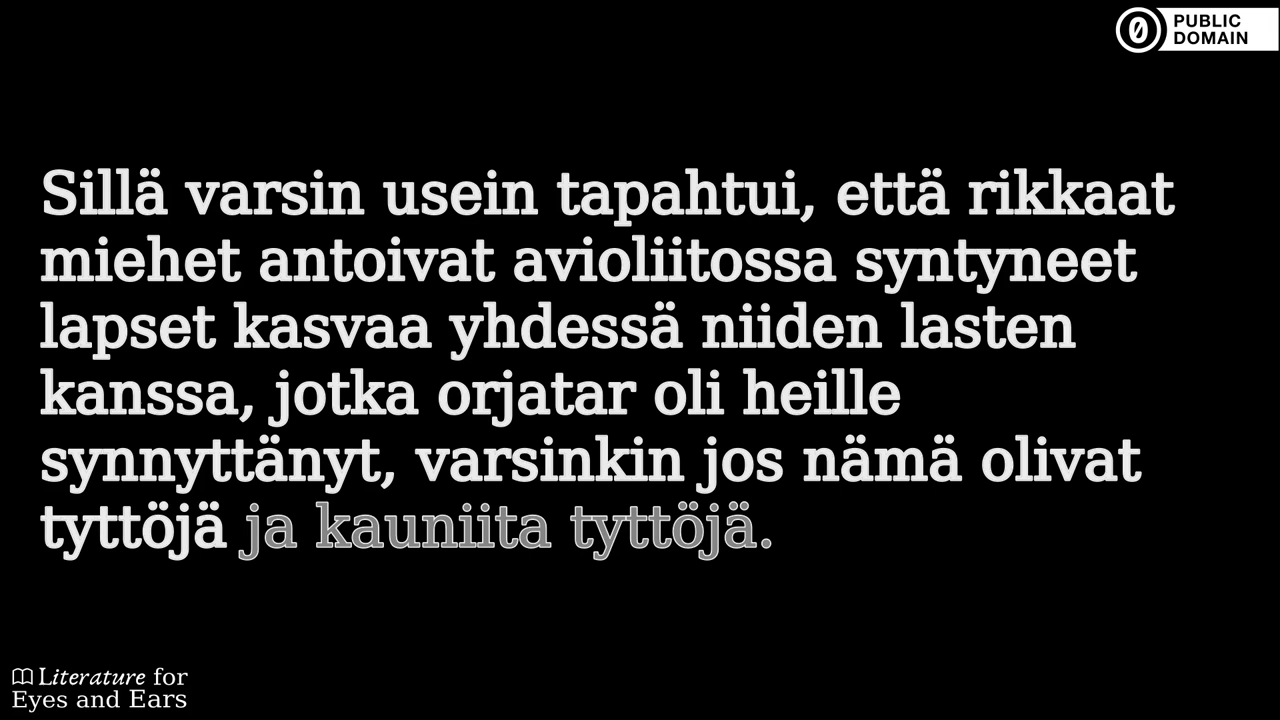 PUBLIC
DOMAIN
Sillä varsin usein tapahtui, että rikkaat
miehet antoivat avioliitossa syntyneet
lapset kasvaa yhdessä niiden lasten
kanssa, jotka orjatar oli heille
synnyttänyt, varsinkin jos nämä olivat
tyttöjä ja kauniita tyttöjä.
Literature for
Eyes and Ears